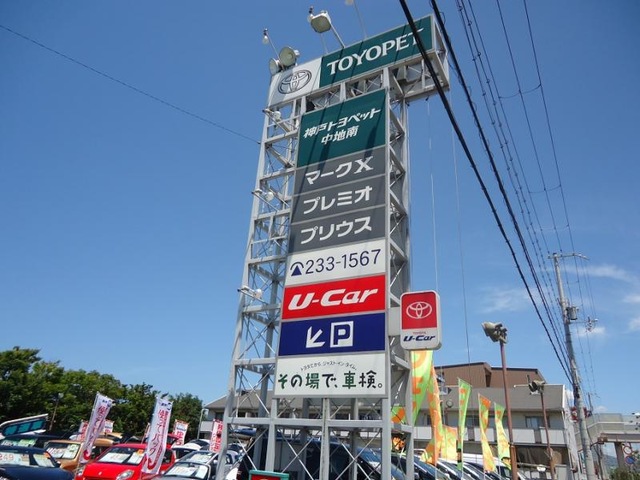 TOYOPET
神戸トヨペット
中地南
マークX
プレミオ
プリウス
233-1567
U-Car
P
U-Car
その場で、車検。